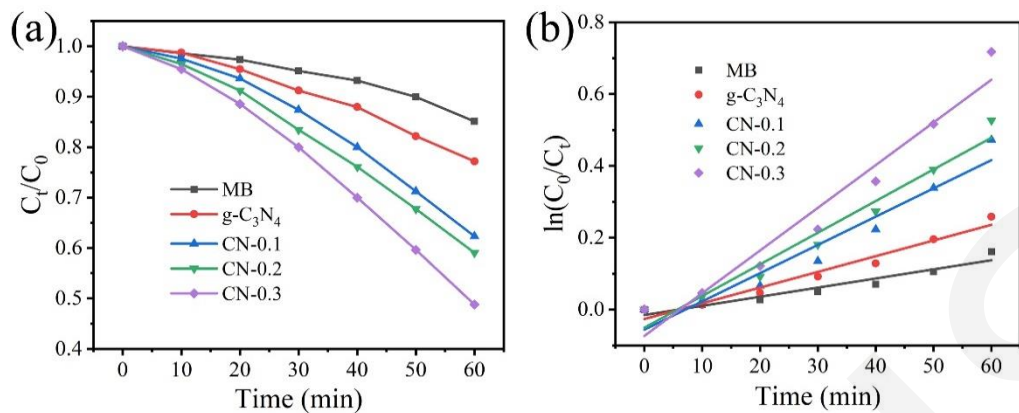 (a)
1.0
0.9
0.8
0.7
0.6
0.5
0.4
Cₜ/C₀
MB
g-C₃N₄
CN-0.1
CN-0.2
CN-0.3
0 10 20 30 40 50 60
Time (min)
(b)
0.8
0.6
0.4
0.2
0.0
ln(C₀/Cₜ)
MB
g-C₃N₄
CN-0.1
CN-0.2
CN-0.3
0 10 20 30 40 50 60
Time (min)